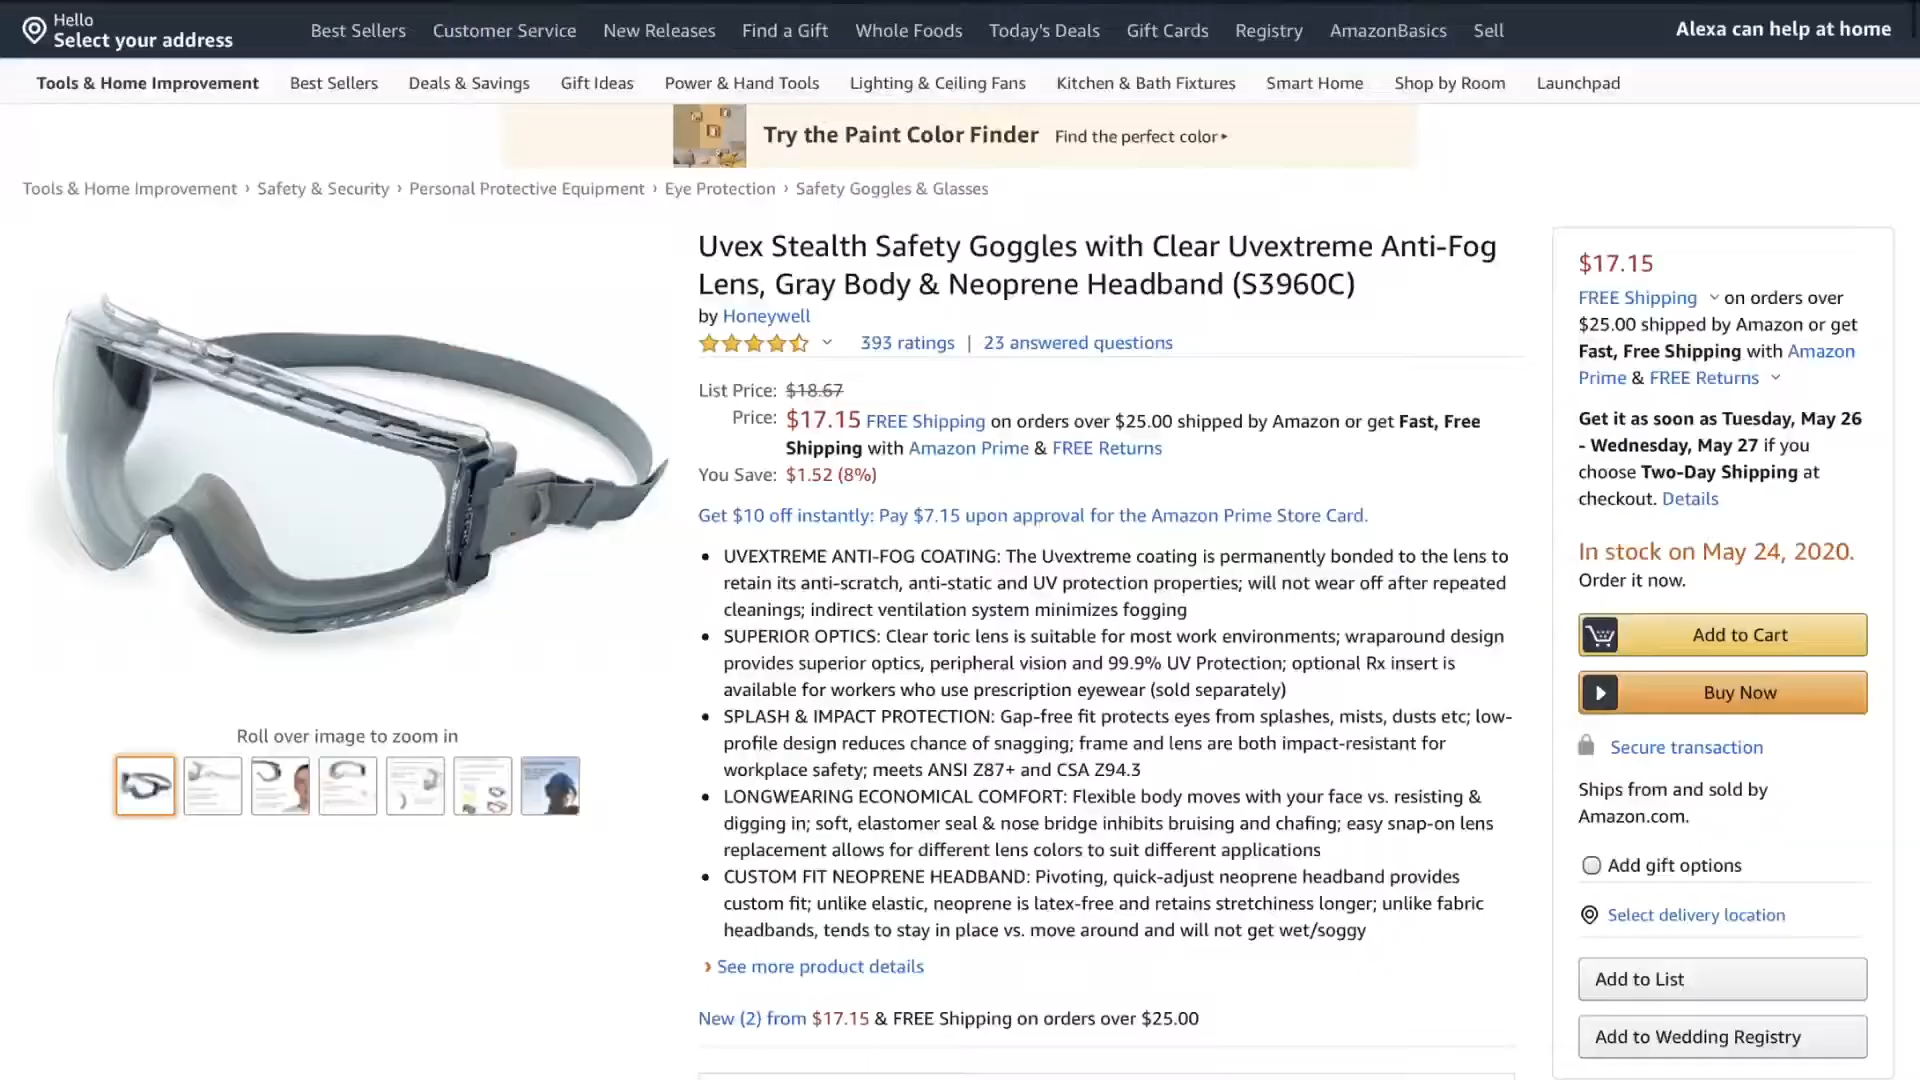 Hello
Select your address
Best Sellers Customer Service New Releases Find a Gift Whole Foods Today's Deals Gift Cards Registry AmazonBasics Sell
Alexa can help at home
Tools & Home Improvement Best Sellers Deals & Savings Gift Ideas Power & Hand Tools Lighting & Ceiling Fans Kitchen & Bath Fixtures Smart Home Shop by Room Launchpad
Try the Paint Color Finder Find the perfect color▸
Tools & Home Improvement › Safety & Security › Personal Protective Equipment › Eye Protection › Safety Goggles & Glasses
Roll over image to zoom in
Uvex Stealth Safety Goggles with Clear Uvextreme Anti-Fog
Lens, Gray Body & Neoprene Headband (S3960C)
by Honeywell
393 ratings | 23 answered questions
List Price: $18.67
Price: $17.15 FREE Shipping on orders over $25.00 shipped by Amazon or get Fast, Free
Shipping with Amazon Prime & FREE Returns
You Save: $1.52 (8%)
Get $10 off instantly: Pay $7.15 upon approval for the Amazon Prime Store Card.
• UVEXTREME ANTI-FOG COATING: The Uvextreme coating is permanently bonded to the lens to
retain its anti-scratch, anti-static and UV protection properties; will not wear off after repeated
cleanings; indirect ventilation system minimizes fogging
• SUPERIOR OPTICS: Clear toric lens is suitable for most work environments; wraparound design
provides superior optics, peripheral vision and 99.9% UV Protection; optional Rx insert is
available for workers who use prescription eyewear (sold separately)
• SPLASH & IMPACT PROTECTION: Gap-free fit protects eyes from splashes, mists, dusts etc; low-
profile design reduces chance of snagging; frame and lens are both impact-resistant for
workplace safety; meets ANSI Z87+ and CSA Z94.3
• LONGWEARING ECONOMICAL COMFORT: Flexible body moves with your face vs. resisting &
digging in; soft, elastomer seal & nose bridge inhibits bruising and chafing; easy snap-on lens
replacement allows for different lens colors to suit different applications
• CUSTOM FIT NEOPRENE HEADBAND: Pivoting, quick-adjust neoprene headband provides
custom fit; unlike elastic, neoprene is latex-free and retains stretchiness longer; unlike fabric
headbands, tends to stay in place vs. move around and will not get wet/soggy
› See more product details
New (2) from $17.15 & FREE Shipping on orders over $25.00
$17.15
FREE Shipping on orders over
$25.00 shipped by Amazon or get
Fast, Free Shipping with Amazon
Prime & FREE Returns
Get it as soon as Tuesday, May 26
- Wednesday, May 27 if you
choose Two-Day Shipping at
checkout. Details
In stock on May 24, 2020.
Order it now.
Add to Cart
Buy Now
Secure transaction
Ships from and sold by
Amazon.com.
Add gift options
Select delivery location
Add to List
Add to Wedding Registry